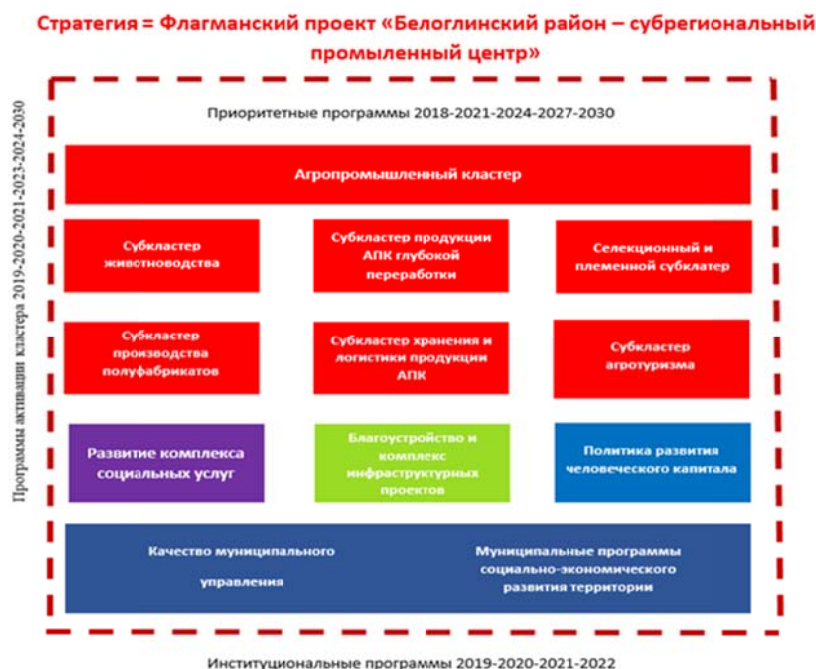 Стратегия = Флагманский проект «Белоглинский район – субрегиональный
промыленный центр»
Программы активации кластера 2019-2020-2021-2023-2024-2030
Приоритетные программы 2018-2021-2024-2027-2030
Агропромышленный кластер
Субкластер
животноводства
Субкластер продукции
АПК глубокой
переработки
Селекционный и
племенной субклатер
Субкластер
производства
полуфабрикатов
Субкластер хранения и
логистики продукции
АПК
Субкластер
агротуризма
Развитие комплекса
социальных услуг
Благоустройство и
комплекс
инфраструктурных
проектов
Политика развития
человеческого капитала
Качество муниципального
управления
Муниципальные программы
социально-экономического
развития территории
Институциональные программы 2019-2020-2021-2022